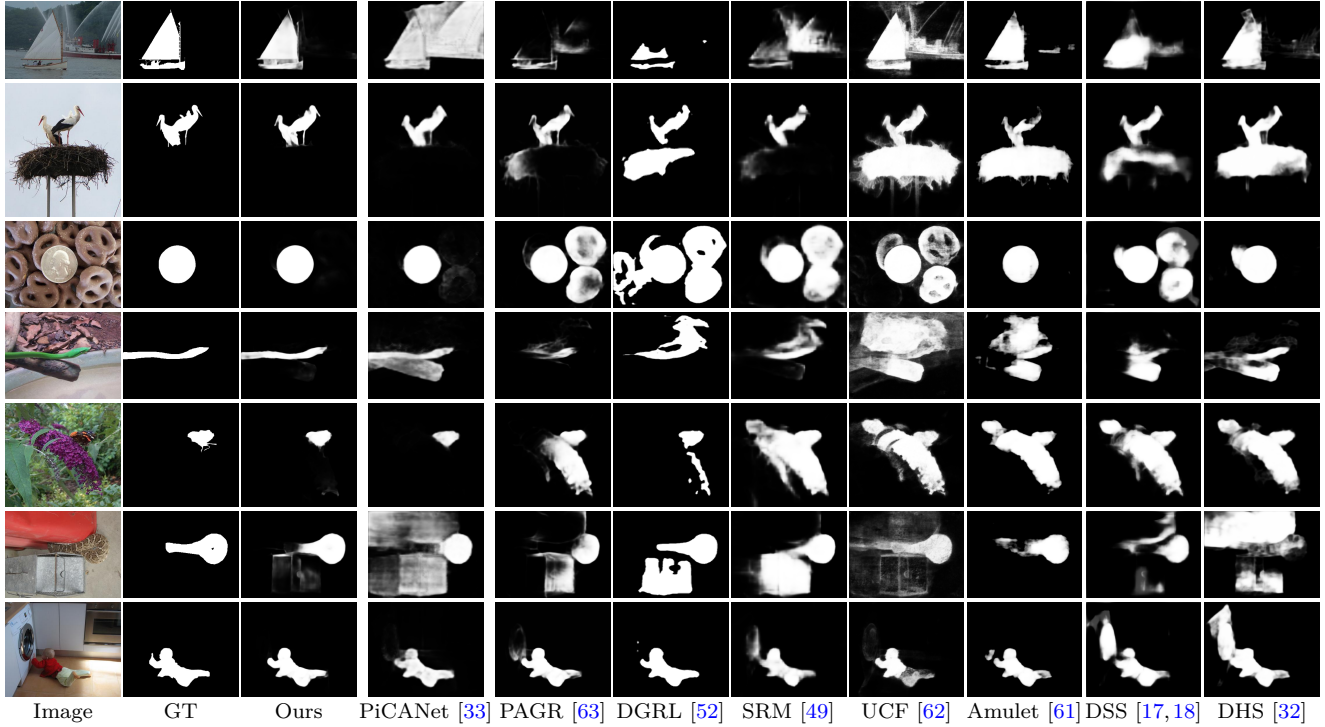 Image GT Ours PiCANet [33] PAGR [63] DGRL [52] SRM [49] UCF [62] Amulet [61] DSS [17,18] DHS [32]